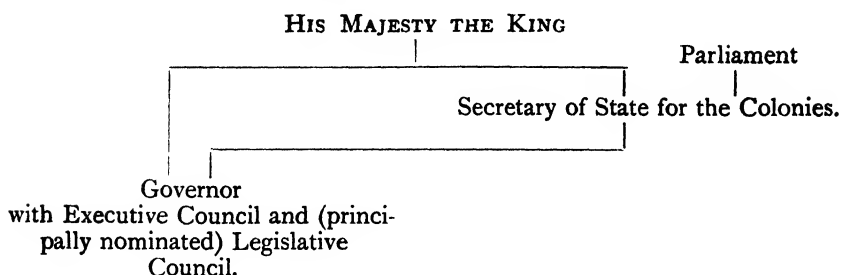 HIS MAJESTY THE KING
Parliament
Secretary of State for the Colonies.
Governor
with Executive Council and (princi-
pally nominated) Legislative
Council.